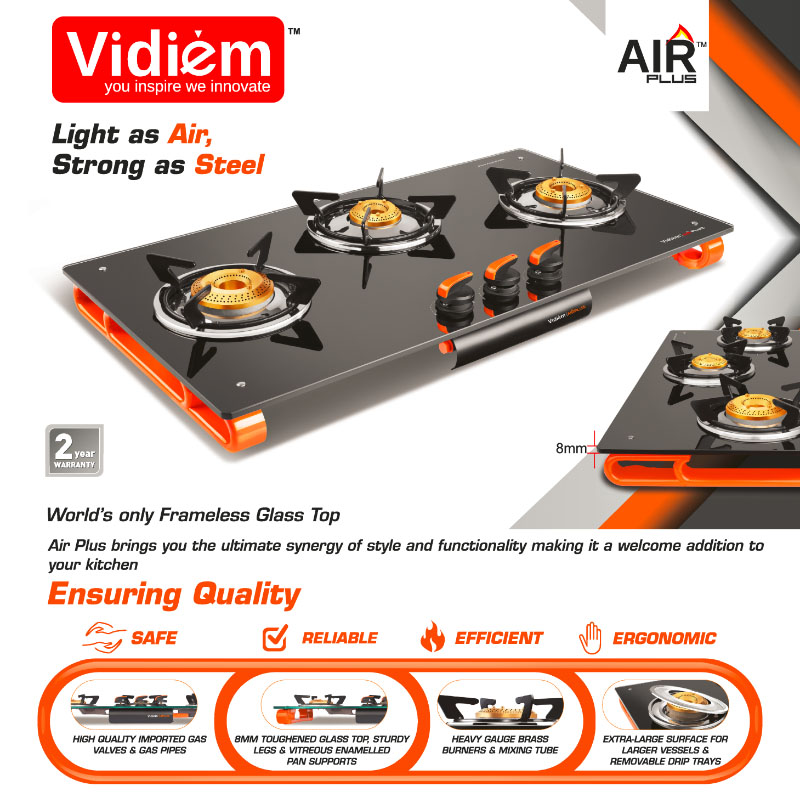 Vidiem™
you inspire we innovate
AIR™
PLUS
Light as Air,
Strong as Steel
2 year
WARRANTY
8mm
World's only Frameless Glass Top
Air Plus brings you the ultimate synergy of style and functionality making it a welcome addition to
your kitchen
Ensuring Quality
SAFE
RELIABLE
EFFICIENT
ERGONOMIC
HIGH QUALITY IMPORTED GAS
VALVES & GAS PIPES
8MM TOUGHENED GLASS TOP, STURDY
LEGS & VITREOUS ENAMELLED
PAN SUPPORTS
HEAVY GAUGE BRASS
BURNERS & MIXING TUBE
EXTRA-LARGE SURFACE FOR
LARGER VESSELS &
REMOVABLE DRIP TRAYS